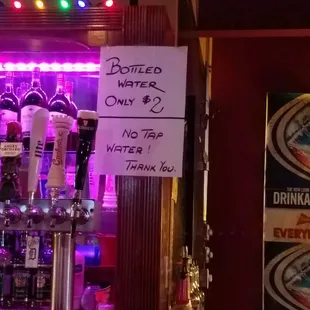 Bottled
Water
Only $2
No Tap
Water!
Thank You
DRINKA
EVERY